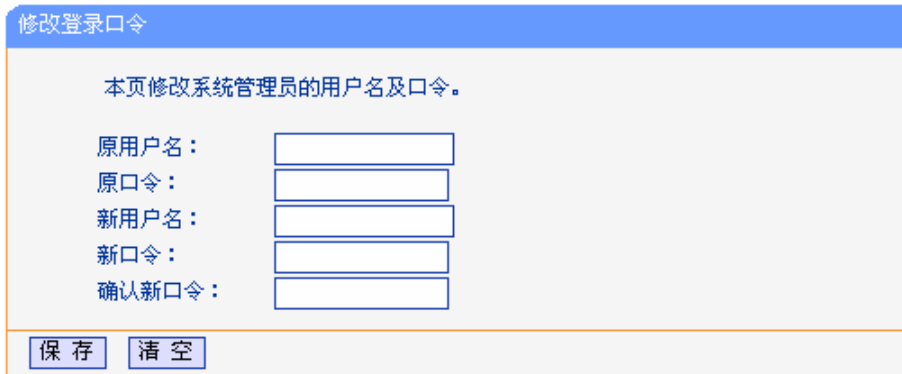 修改登录口令
本页修改系统管理员的用户名及口令。
原用户名：
原口令：
新用户名：
新口令：
确认新口令：
保 存 清 空